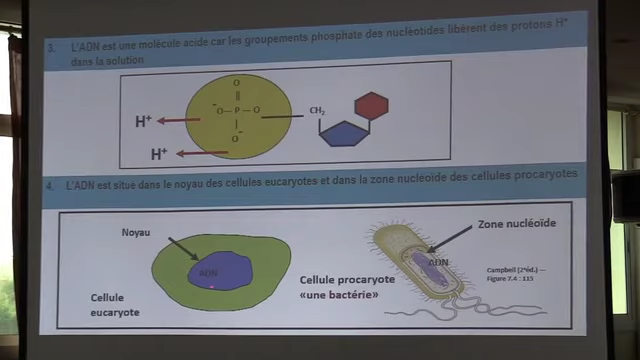 3. L'ADN est une molécule acide car les groupements phosphate des nucléotides libèrent des protons H⁺
dans la solution
O
⁻O—P—O
O⁻
CH₂
H⁺
H⁺
4. L'ADN est situé dans le noyau des cellules eucaryotes et dans la zone nucléoïde des cellules procaryotes
Noyau
ADN
Cellule
eucaryote
Zone nucléoïde
ADN
Cellule procaryote
«une bactérie»
Campbell (2ᵉéd.) —
Figure 7.4 : 115